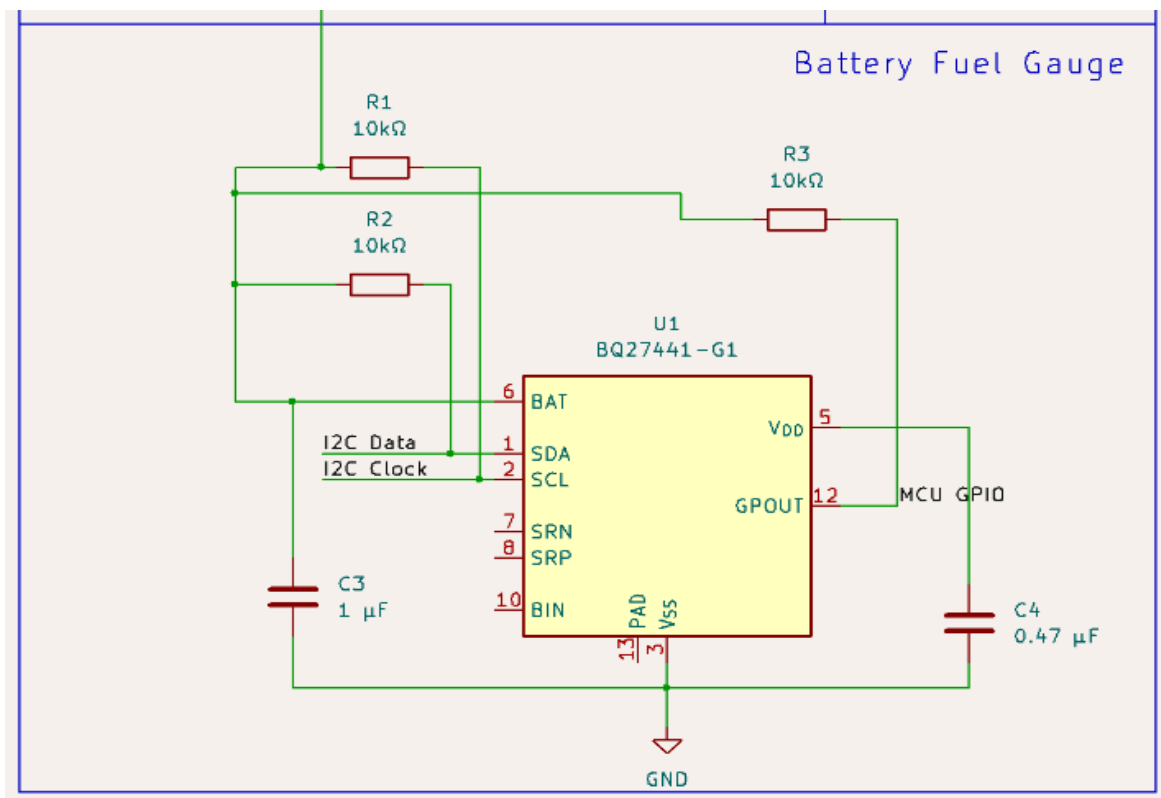 Battery Fuel Gauge
R1
10kΩ
R3
10kΩ
R2
10kΩ
U1
BQ27441-G1
6
BAT
5
VDD
I2C Data
1
SDA
I2C Clock
2
SCL
12
GPOUT
MCU GPIO
7
SRN
8
SRP
10
BIN
PAD
VSS
13
3
C3
1 µF
C4
0.47 µF
GND